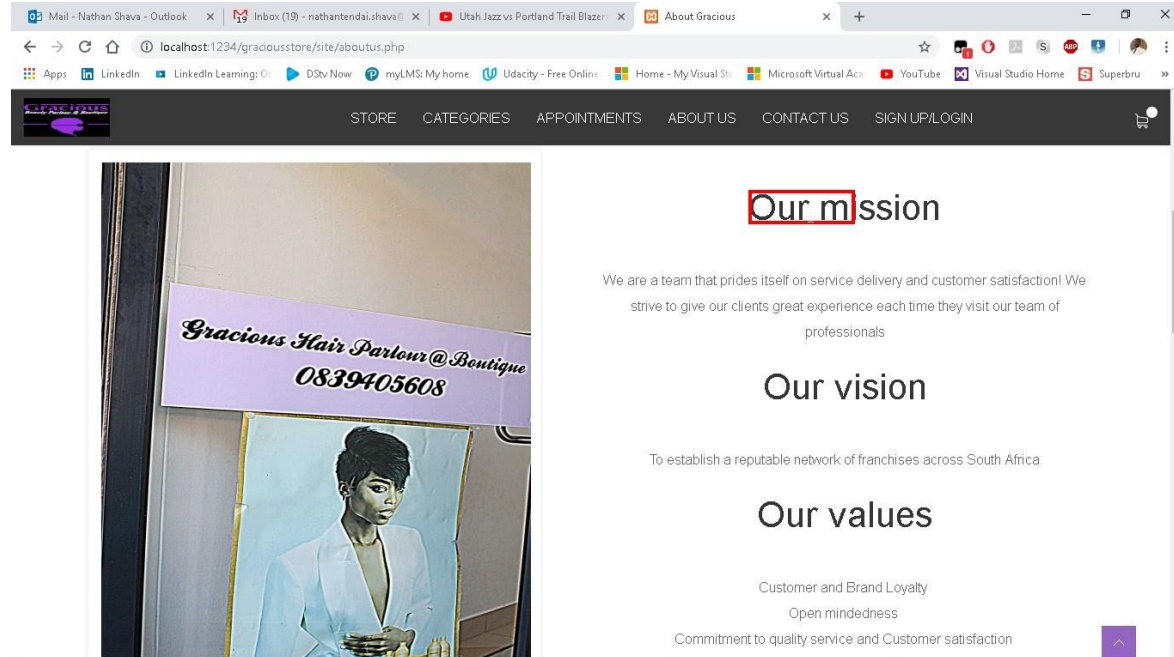 Mail - Nathan Shava - Outlook
Inbox (19) - nathantendai.shava@
Utah Jazz vs Portland Trail Blazers
About Gracious
localhost:1234/graciousstore/site/aboutus.php
Apps
LinkedIn
LinkedIn Learning: O
DStv Now
myLMS: My home
Udacity - Free Online
Home - My Visual Stu
Microsoft Virtual Aca
YouTube
Visual Studio Home
Superbru
Gracious
Beauty Parlour & Boutique
STORE
CATEGORIES
APPOINTMENTS
ABOUT US
CONTACT US
SIGN UP/LOGIN
Gracious Hair Parlour@Boutique
0839405608
Our mission
We are a team that prides itself on service delivery and customer satisfaction! We
strive to give our clients great experience each time they visit our team of
professionals
Our vision
To establish a reputable network of franchises across South Africa
Our values
Customer and Brand Loyalty
Open mindedness
Commitment to quality service and Customer satisfaction